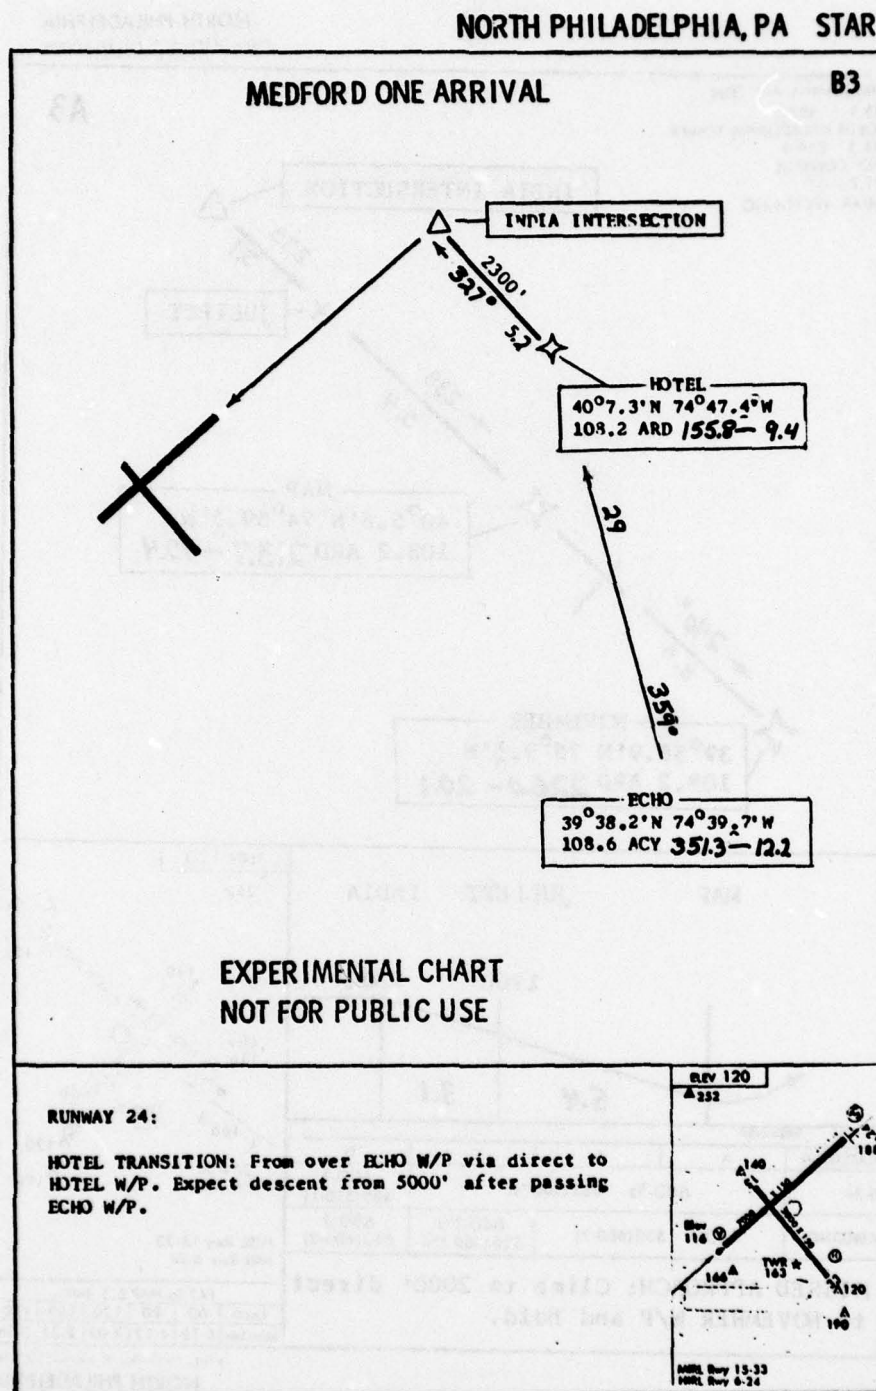 NORTH PHILADELPHIA, PA STAR
MEDFORD ONE ARRIVAL
B3
INDIA INTERSECTION
2300'
327°
5.2
HOTEL
40°7.3'N 74°47.4'W
108.2 ARD 155.8 — 9.4
29
359°
ECHO
39°38.2'N 74°39.7'W
108.6 ACY 351.3 — 12.2
EXPERIMENTAL CHART
NOT FOR PUBLIC USE
RUNWAY 24:
HOTEL TRANSITION: From over ECHO W/P via direct to
HOTEL W/P. Expect descent from 5000' after passing
ECHO W/P.
ELEV 120
252
140
Elev
116
166
TWR
163
120
190
MIRL Rwy 15-33
HIRL Rwy 6-24